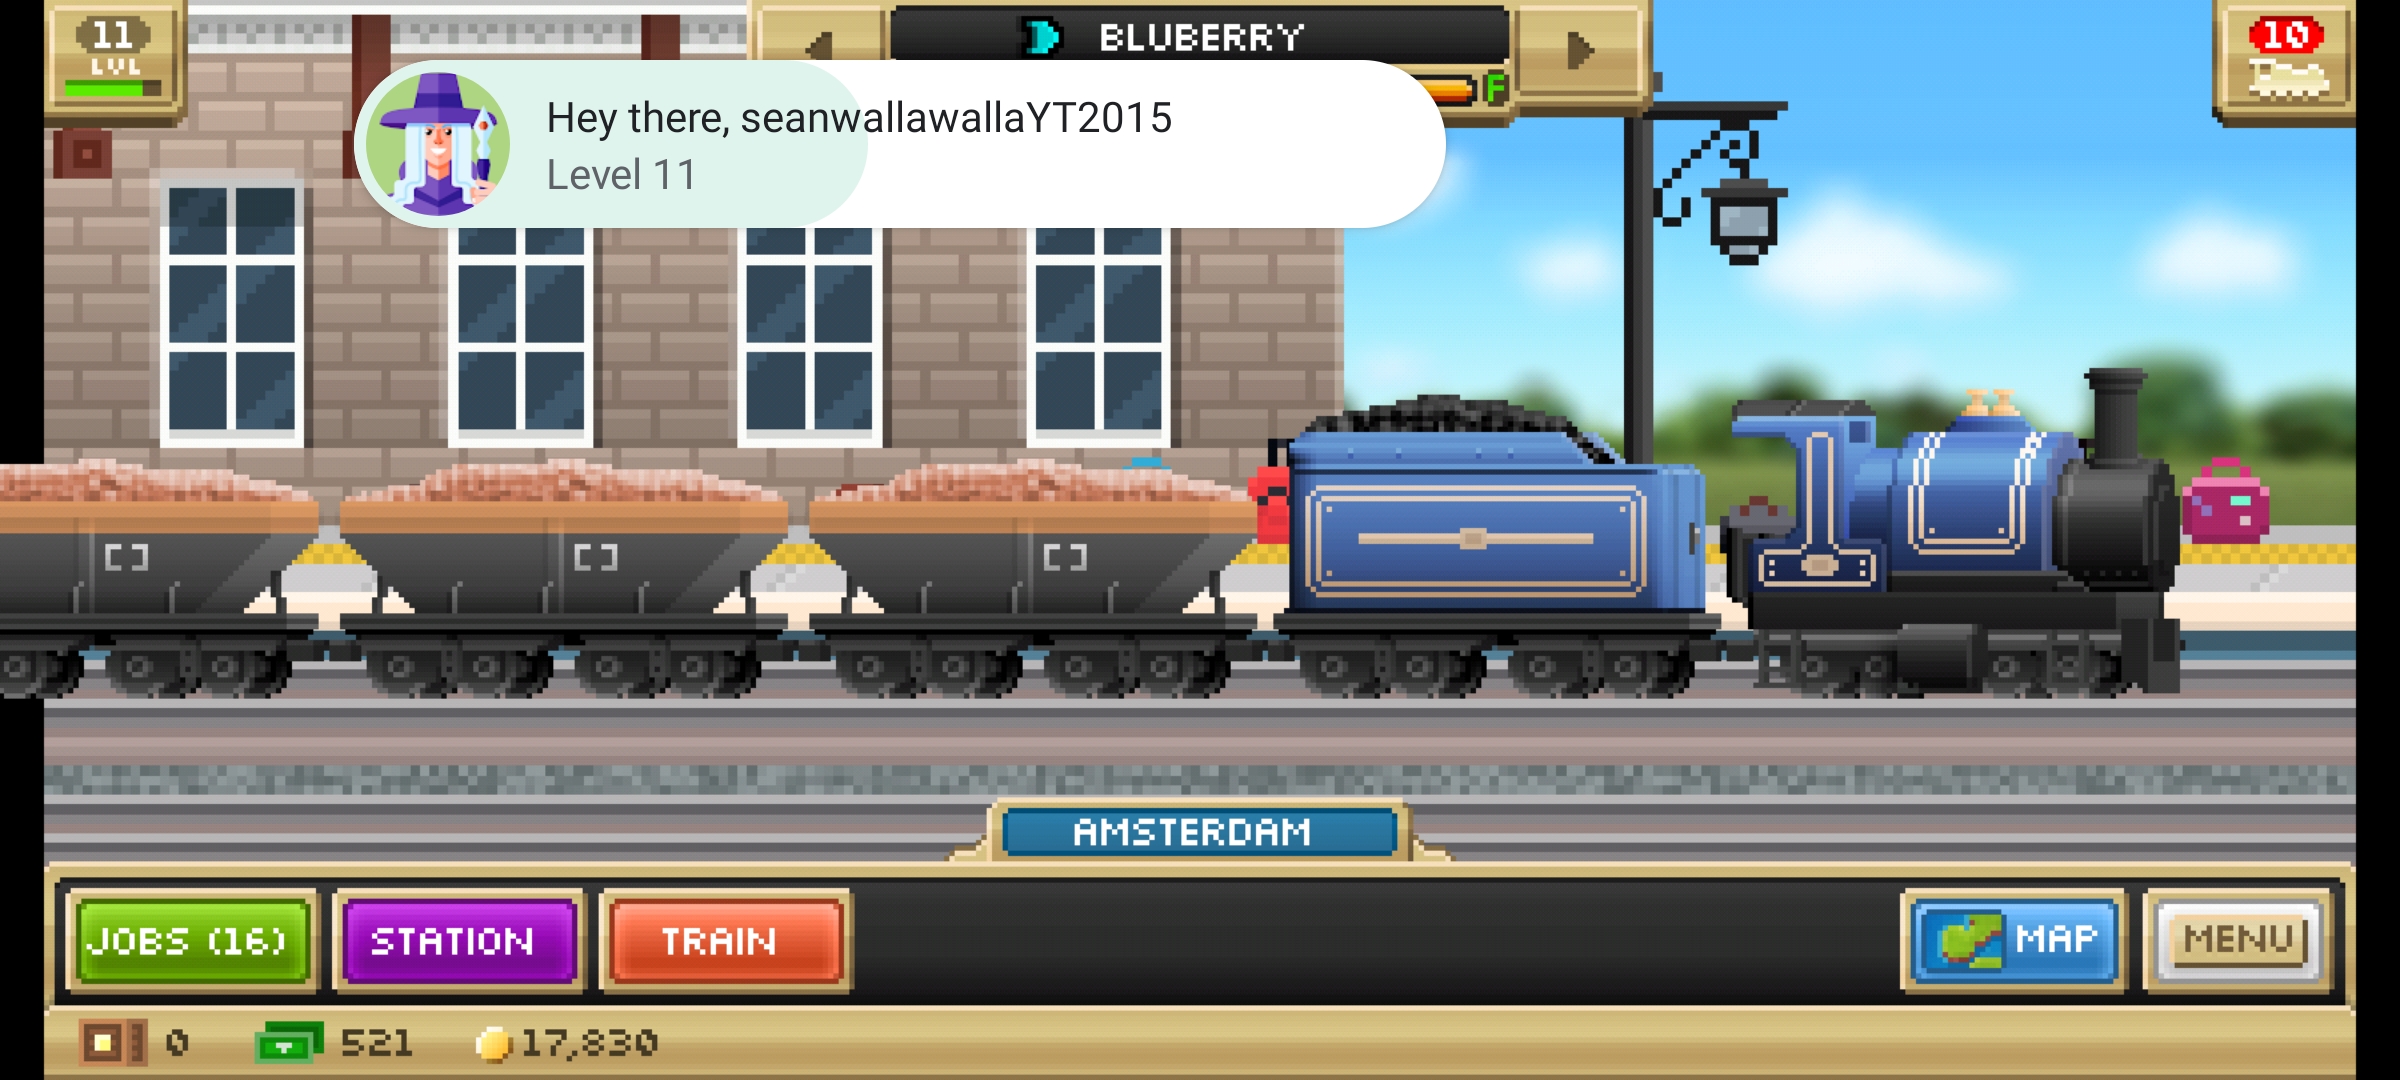 11
LVL
BLUBERRY
10
F
Hey there, seanwallawallaYT2015
Level 11
AMSTERDAM
JOBS (16)
STATION
TRAIN
MAP
MENU
0
521
17,830